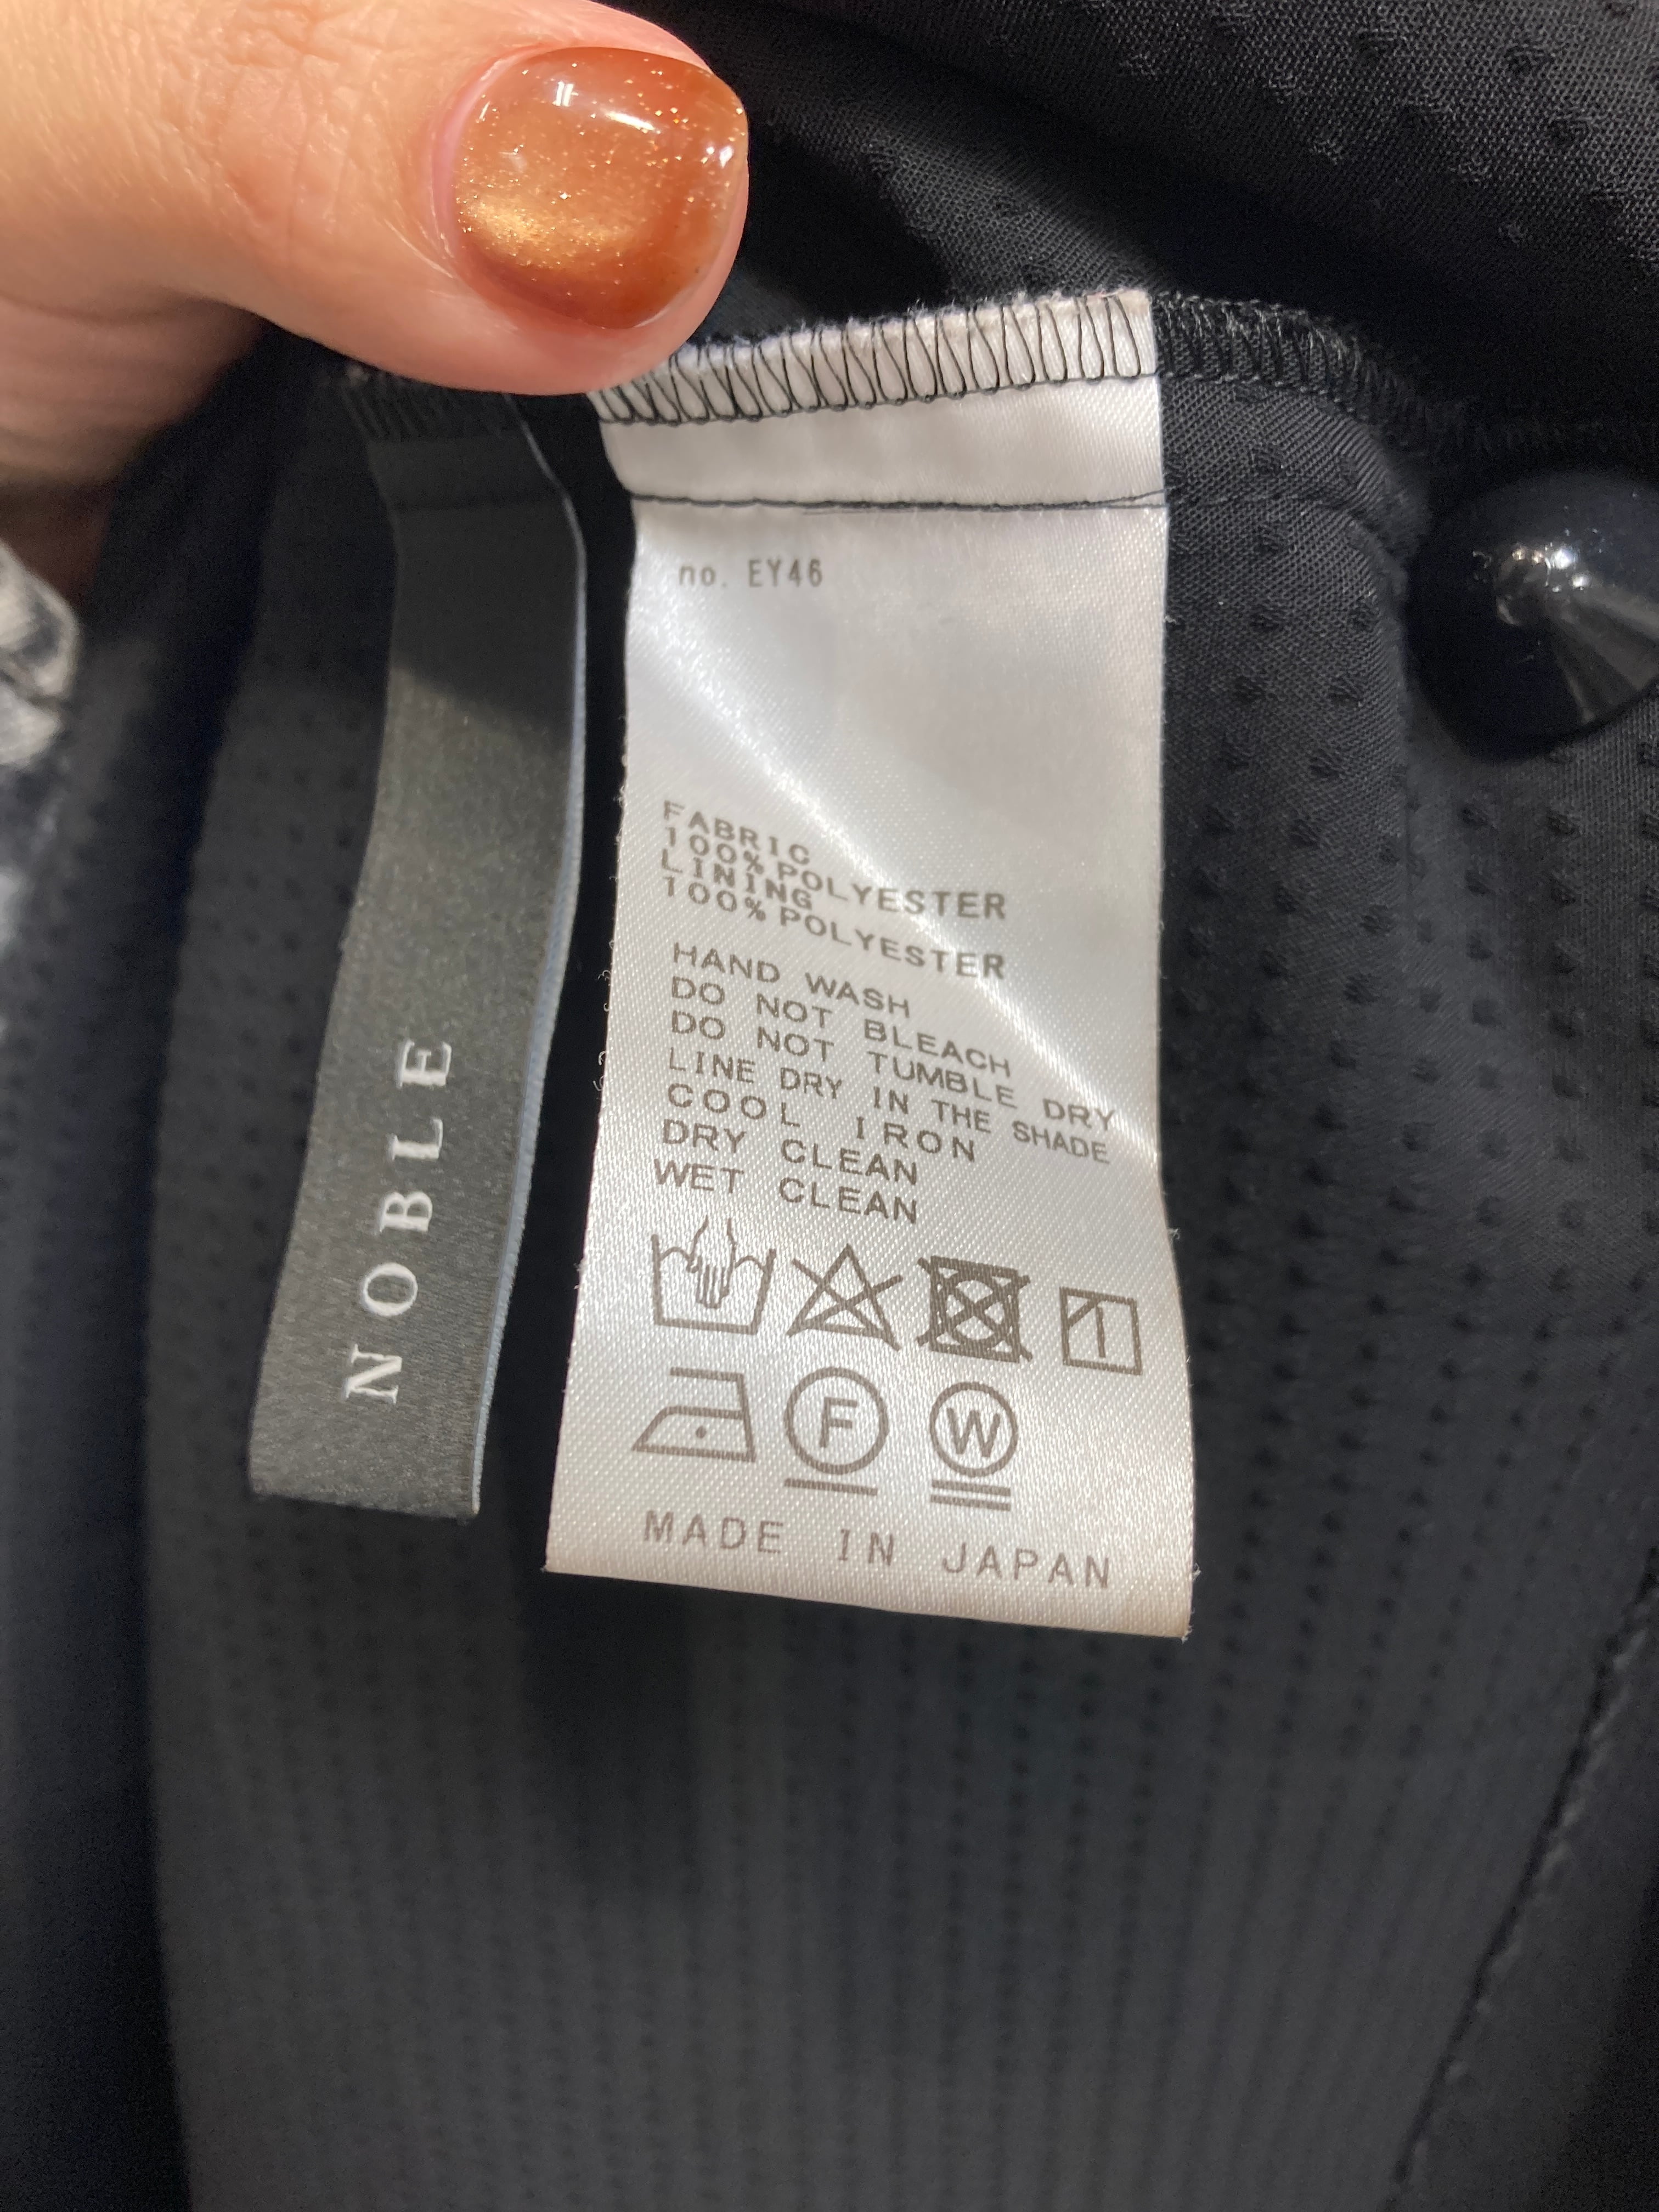 NOBLE
no. EY46
FABRIC
100% POLYESTER
LINING
100% POLYESTER
HAND WASH
DO NOT BLEACH
DO NOT TUMBLE DRY
LINE DRY IN THE SHADE
COOL IRON
DRY CLEAN
WET CLEAN
F W
MADE IN JAPAN